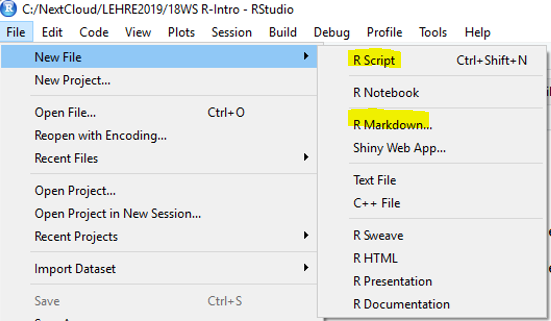 C:/NextCloud/LEHRE2019/18WS R-Intro - RStudio
File Edit Code View Plots Session Build Debug Profile Tools Help
New File
New Project...
Open File... Ctrl+O
Reopen with Encoding...
Recent Files
Open Project...
Open Project in New Session...
Recent Projects
Import Dataset
Save Ctrl+S
R Script Ctrl+Shift+N
R Notebook
R Markdown...
Shiny Web App...
Text File
C++ File
R Sweave
R HTML
R Presentation
R Documentation